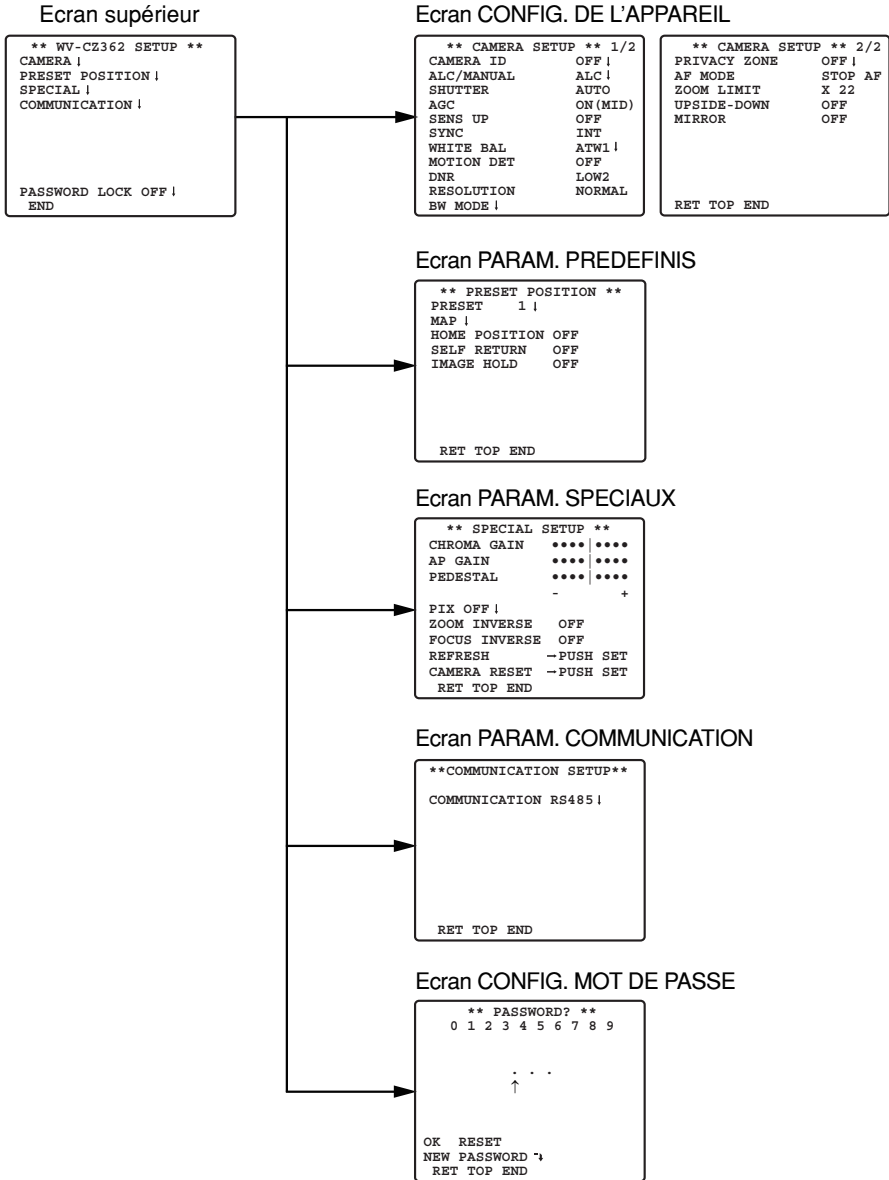 Ecran supérieur
** WV-CZ362 SETUP **
CAMERA↓
PRESET POSITION↓
SPECIAL↓
COMMUNICATION↓
PASSWORD LOCK OFF↓
END
Ecran CONFIG. DE L'APPAREIL
** CAMERA SETUP ** 1/2
CAMERA ID OFF↓
ALC/MANUAL ALC↓
SHUTTER AUTO
AGC ON(MID)
SENS UP OFF
SYNC INT
WHITE BAL ATW1↓
MOTION DET OFF
DNR LOW2
RESOLUTION NORMAL
BW MODE↓
** CAMERA SETUP ** 2/2
PRIVACY ZONE OFF↓
AF MODE STOP AF
ZOOM LIMIT X 22
UPSIDE-DOWN OFF
MIRROR OFF
RET TOP END
Ecran PARAM. PREDEFINIS
** PRESET POSITION **
PRESET 1↓
MAP↓
HOME POSITION OFF
SELF RETURN OFF
IMAGE HOLD OFF
RET TOP END
Ecran PARAM. SPECIAUX
** SPECIAL SETUP **
CHROMA GAIN ••••|••••
AP GAIN ••••|••••
PEDESTAL ••••|••••
- +
PIX OFF↓
ZOOM INVERSE OFF
FOCUS INVERSE OFF
REFRESH →PUSH SET
CAMERA RESET →PUSH SET
RET TOP END
Ecran PARAM. COMMUNICATION
**COMMUNICATION SETUP**
COMMUNICATION RS485↓
RET TOP END
Ecran CONFIG. MOT DE PASSE
** PASSWORD? **
0 1 2 3 4 5 6 7 8 9
. . .
↑
OK RESET
NEW PASSWORD ⤵
RET TOP END